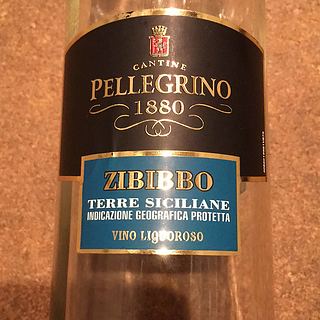 CANTINE
PELLEGRINO
1880
ZIBIBBO
TERRE SICILIANE
INDICAZIONE GEOGRAFICA PROTETTA
VINO LIQUOROSO